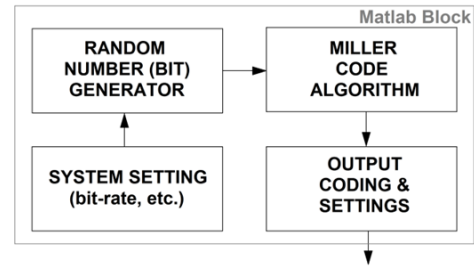 Matlab Block
RANDOM
NUMBER (BIT)
GENERATOR
MILLER
CODE
ALGORITHM
SYSTEM SETTING
(bit-rate, etc.)
OUTPUT
CODING &
SETTINGS